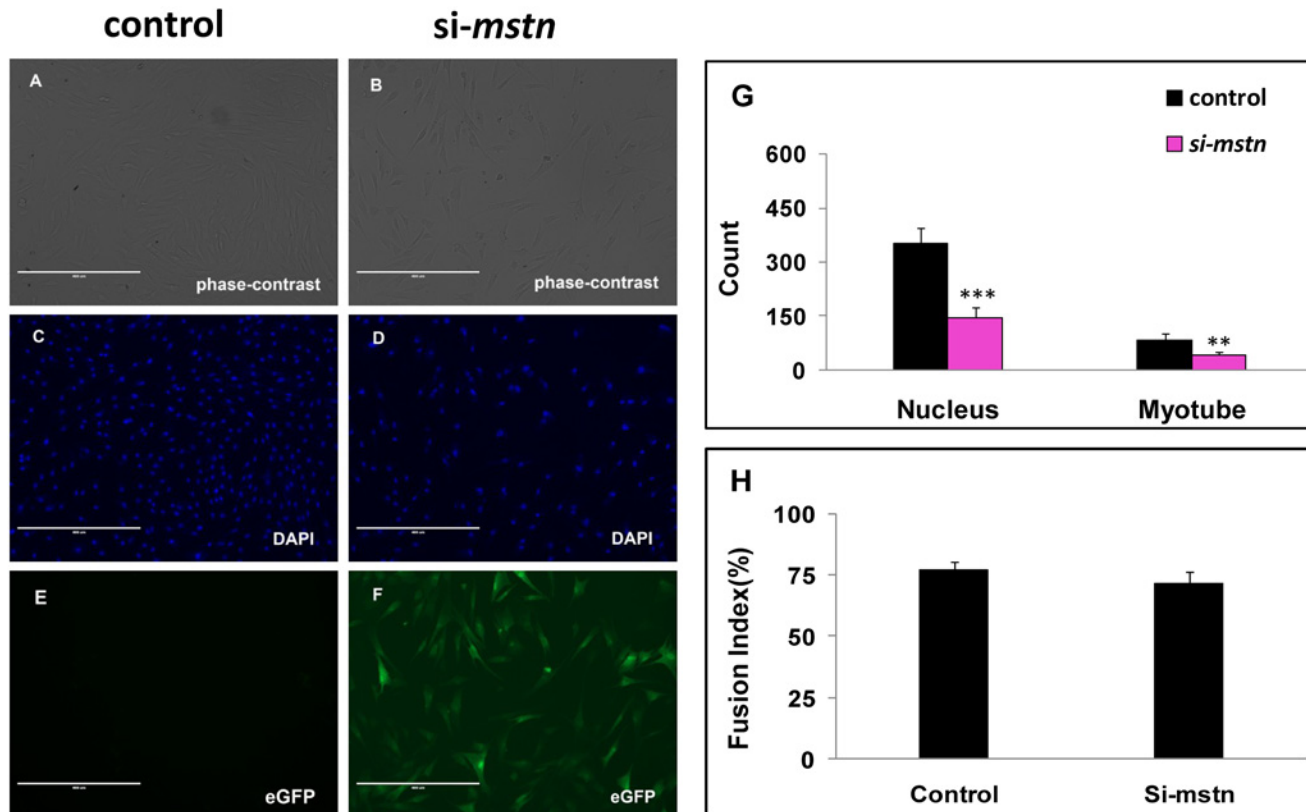 control
si-mstn
A
phase-contrast
B
phase-contrast
C
DAPI
D
DAPI
E
eGFP
F
eGFP
G
control
si-mstn
600
450
300
150
0
Count
***
**
Nucleus
Myotube
H
100
75
50
25
0
Fusion Index(%)
Control
Si-mstn